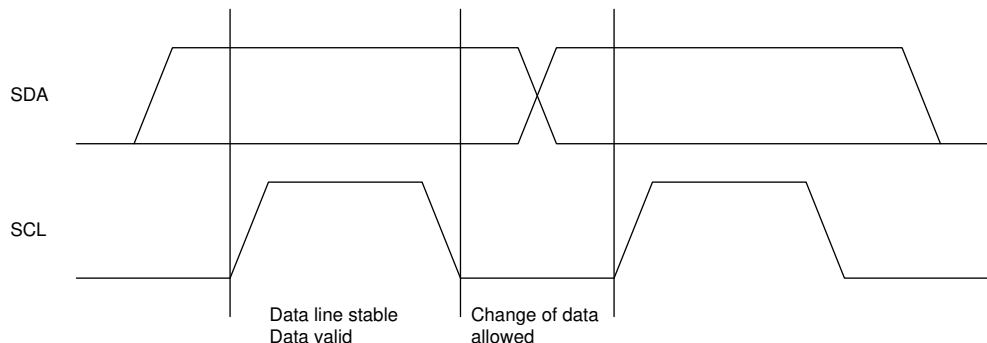 SDA
SCL
Data line stable
Data valid
Change of data
allowed